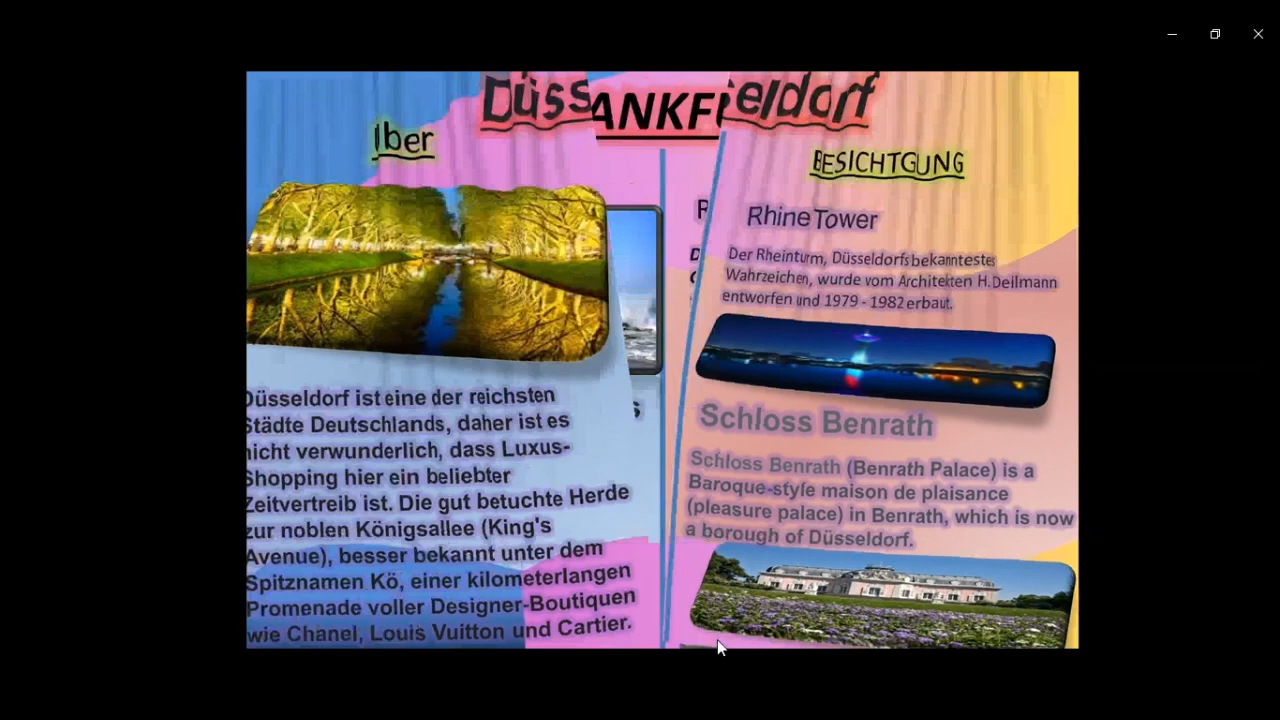 Düsseldorf
ANKF
Iber
BESICHTGUNG
Rhine Tower
Der Rheinturm, Düsseldorfs bekanntestes
Wahrzeichen, wurde vom Architekten H.Deilmann
entworfen und 1979 - 1982 erbaut.
Düsseldorf ist eine der reichsten
Städte Deutschlands, daher ist es
nicht verwunderlich, dass Luxus-
Shopping hier ein beliebter
Zeitvertreib ist. Die gut betuchte Herde
zur noblen Königsallee (King's
Avenue), besser bekannt unter dem
Spitznamen Kö, einer kilometerlangen
Promenade voller Designer-Boutiquen
wie Chanel, Louis Vuitton und Cartier.
Schloss Benrath
Schloss Benrath (Benrath Palace) is a
Baroque-style maison de plaisance
(pleasure palace) in Benrath, which is now
a borough of Düsseldorf.